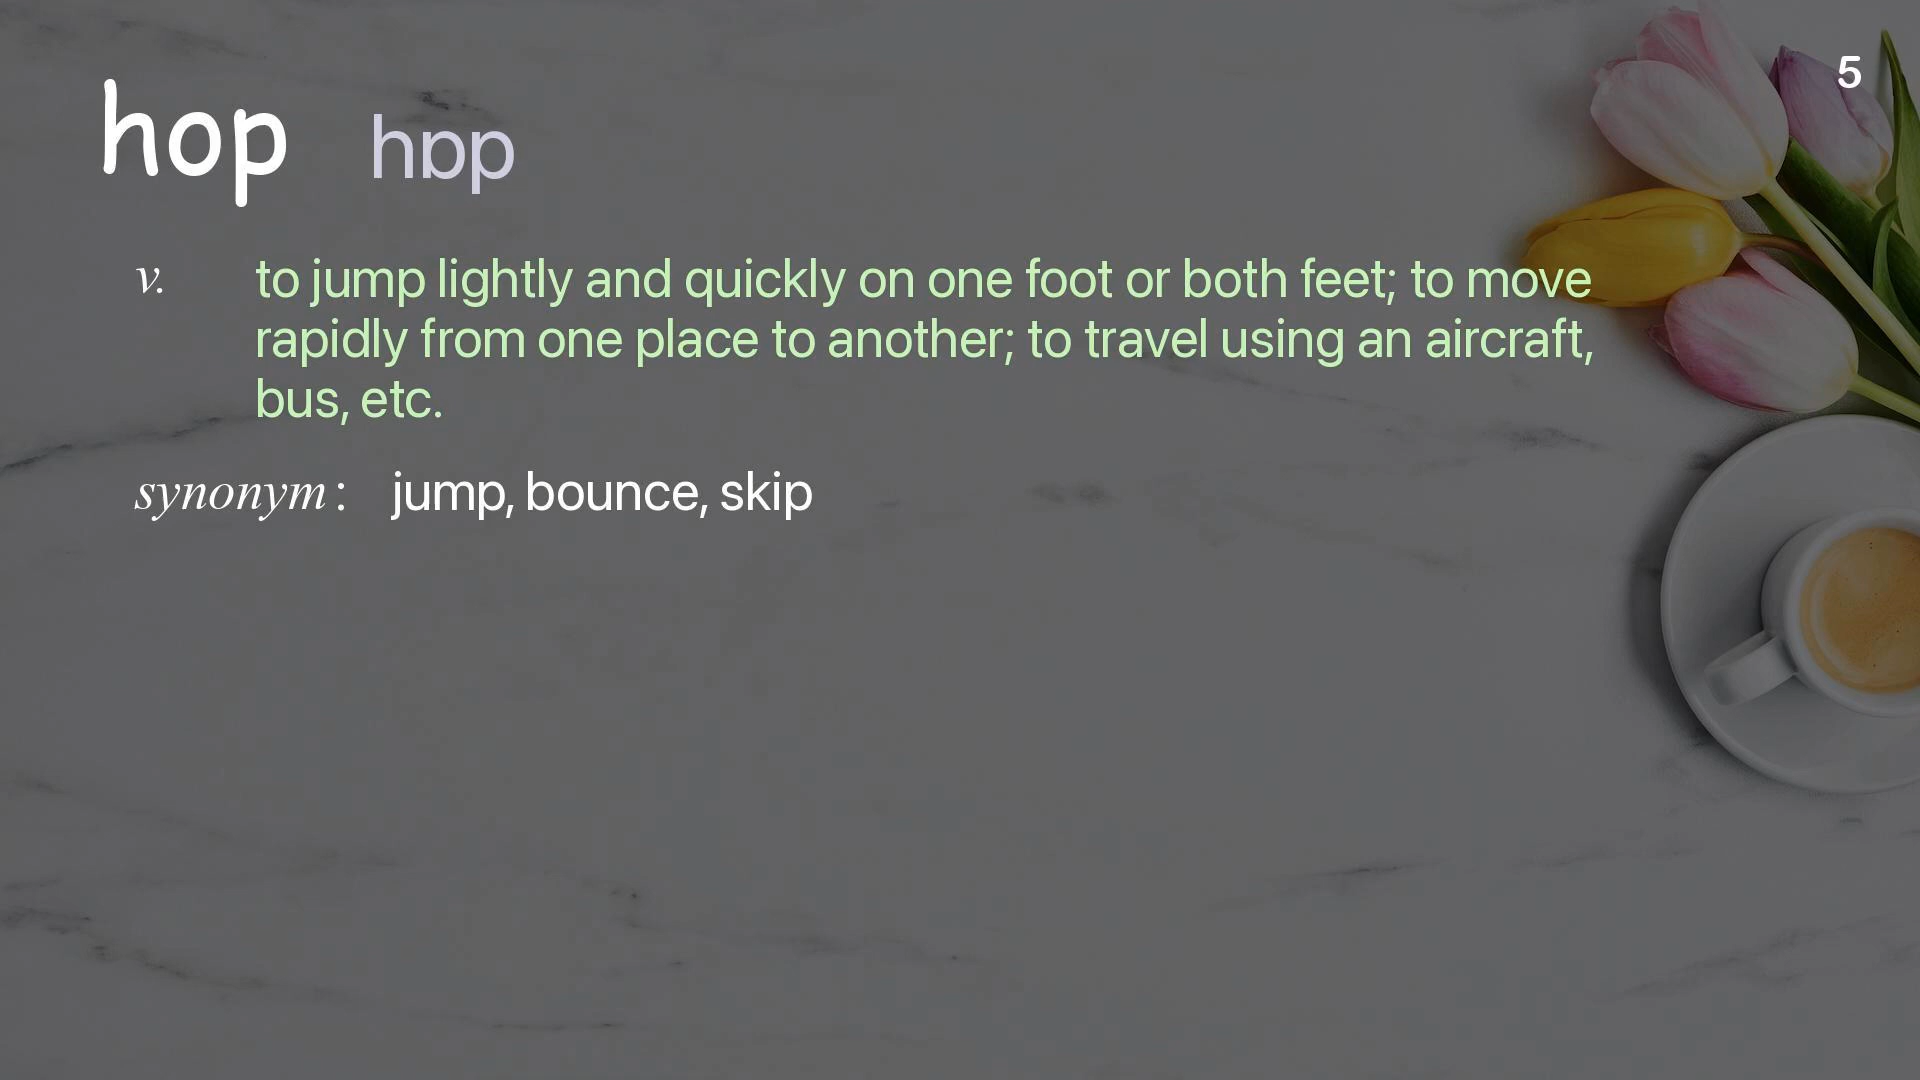 5
hop hɒp
v. to jump lightly and quickly on one foot or both feet; to move
rapidly from one place to another; to travel using an aircraft,
bus, etc.
synonym : jump, bounce, skip